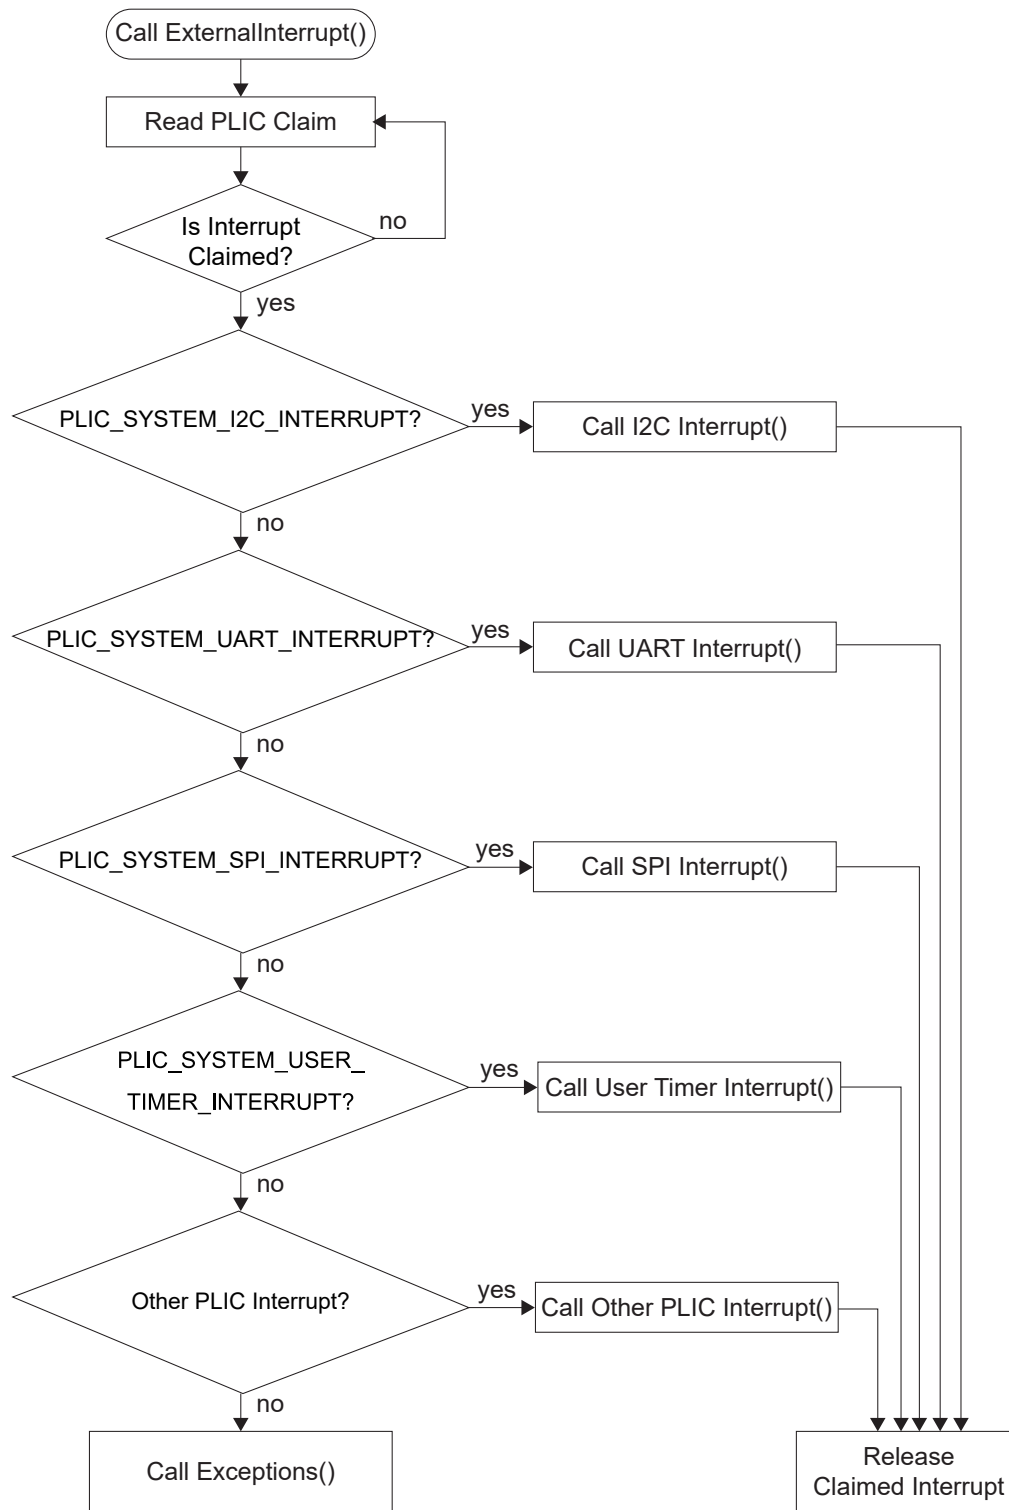 Call ExternalInterrupt()
Read PLIC Claim
Is Interrupt
Claimed?
no
yes
PLIC_SYSTEM_I2C_INTERRUPT?
yes
Call I2C Interrupt()
no
PLIC_SYSTEM_UART_INTERRUPT?
yes
Call UART Interrupt()
no
PLIC_SYSTEM_SPI_INTERRUPT?
yes
Call SPI Interrupt()
no
PLIC_SYSTEM_USER_
TIMER_INTERRUPT?
yes
Call User Timer Interrupt()
no
Other PLIC Interrupt?
yes
Call Other PLIC Interrupt()
no
Call Exceptions()
Release
Claimed Interrupt